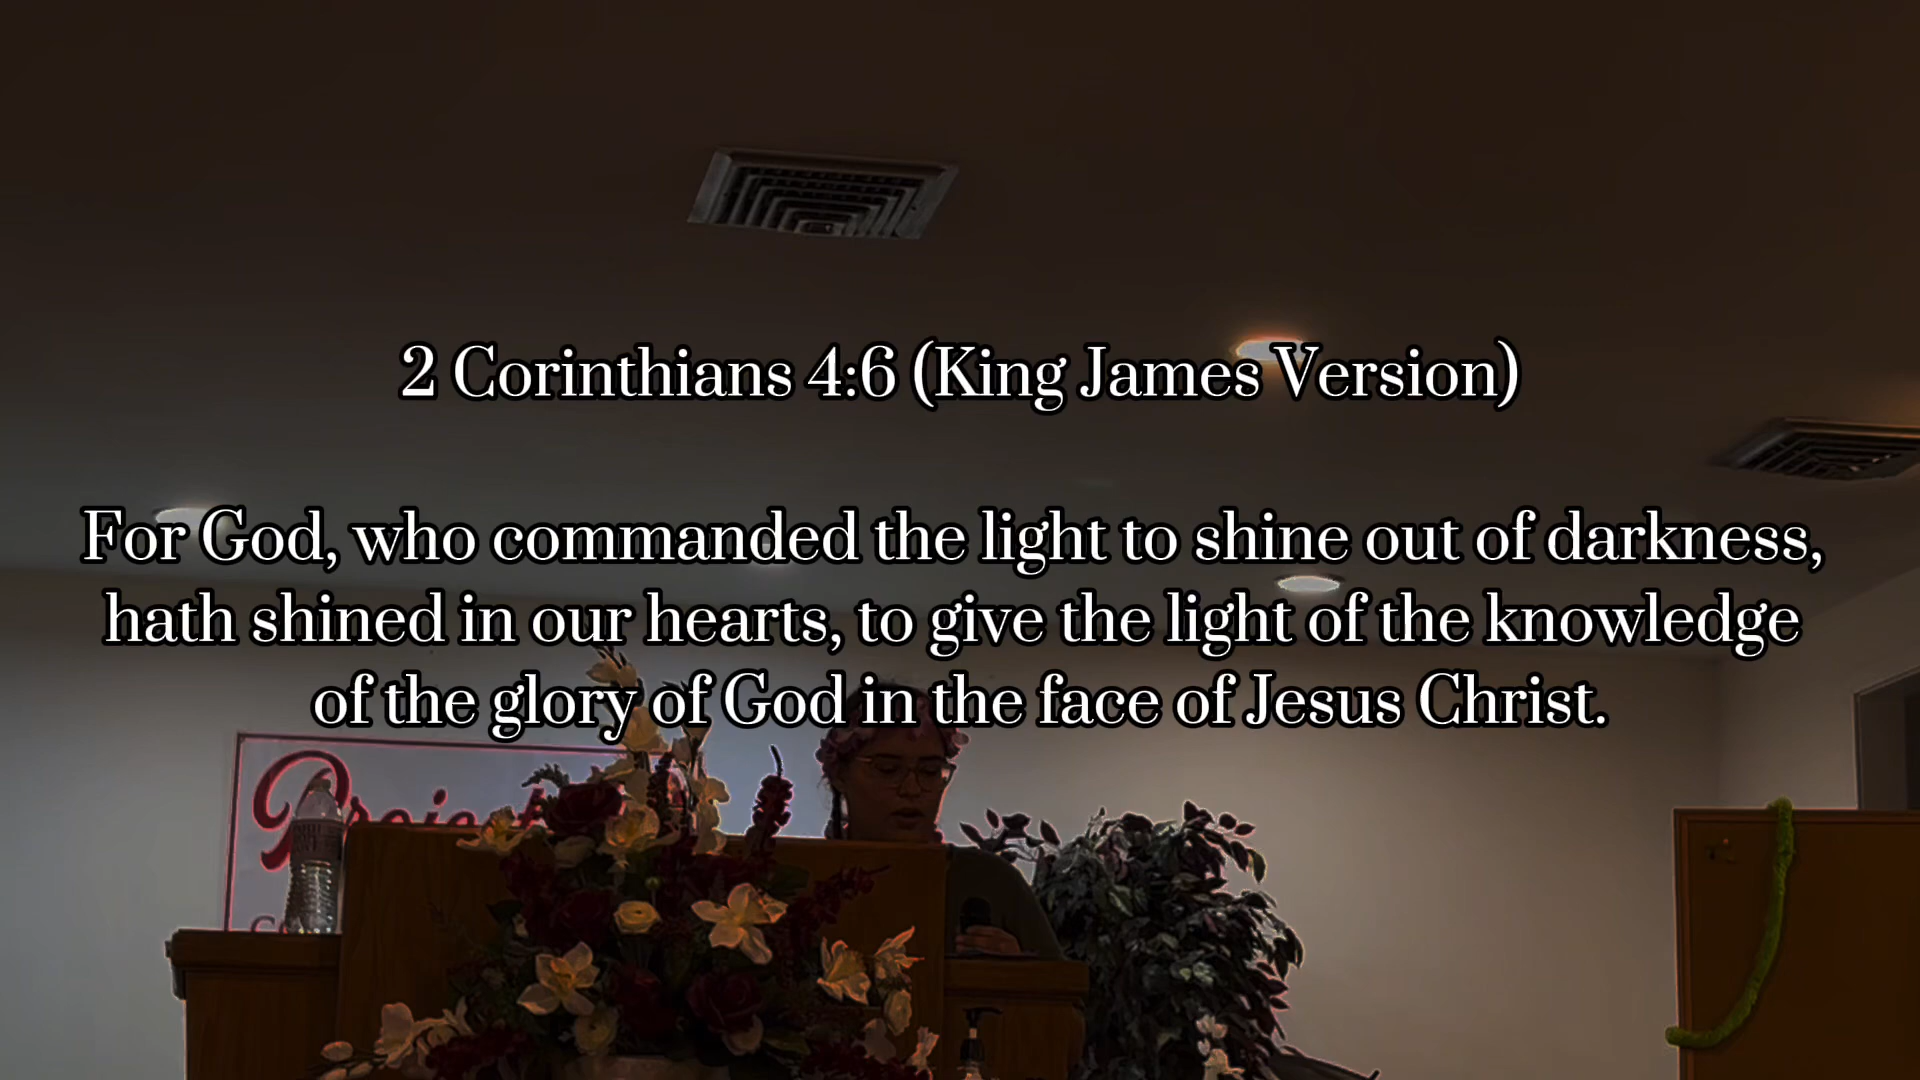 2 Corinthians 4:6 (King James Version)
For God, who commanded the light to shine out of darkness,
hath shined in our hearts, to give the light of the knowledge
of the glory of God in the face of Jesus Christ.
Project